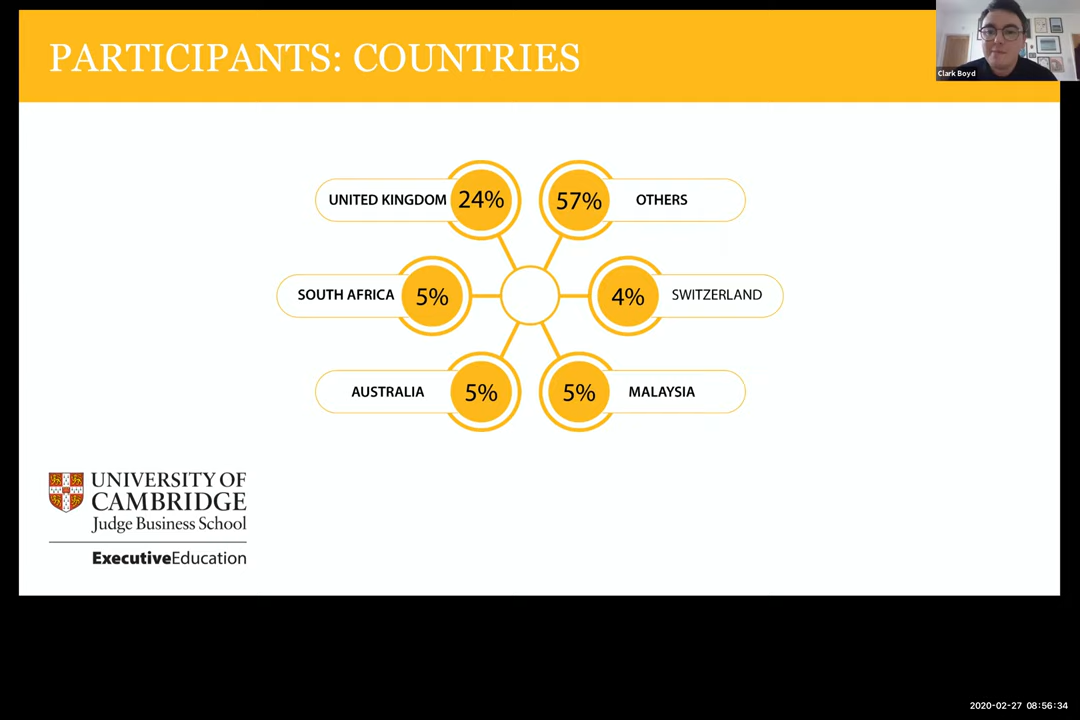 PARTICIPANTS: COUNTRIES
Clark Boyd
UNITED KINGDOM 24%
57% OTHERS
SOUTH AFRICA 5%
4% SWITZERLAND
AUSTRALIA 5%
5% MALAYSIA
UNIVERSITY OF
CAMBRIDGE
Judge Business School
ExecutiveEducation
2020-02-27 08:56:34